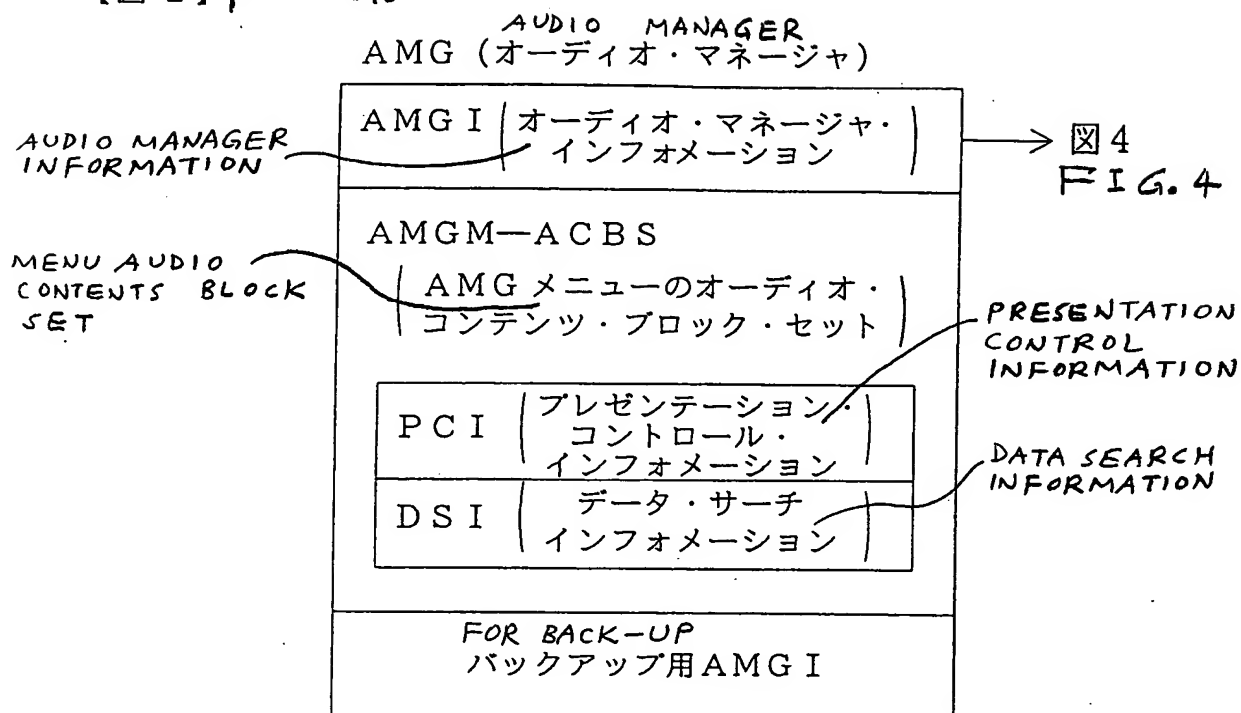 AUDIO MANAGER
AMG (オーディオ・マネージャ)
AUDIO MANAGER
INFORMATION
AMGI (オーディオ・マネージャ・
インフォメーション)
図4
FIG. 4
AMGM—ACBS
MENU AUDIO
CONTENTS BLOCK
SET
(AMGメニューのオーディオ・
コンテンツ・ブロック・セット)
PRESENTATION
CONTROL
INFORMATION
PCI (プレゼンテーション・
コントロール・
インフォメーション)
DATA SEARCH
INFORMATION
DSI (データ・サーチ
インフォメーション)
FOR BACK-UP
バックアップ用AMGI